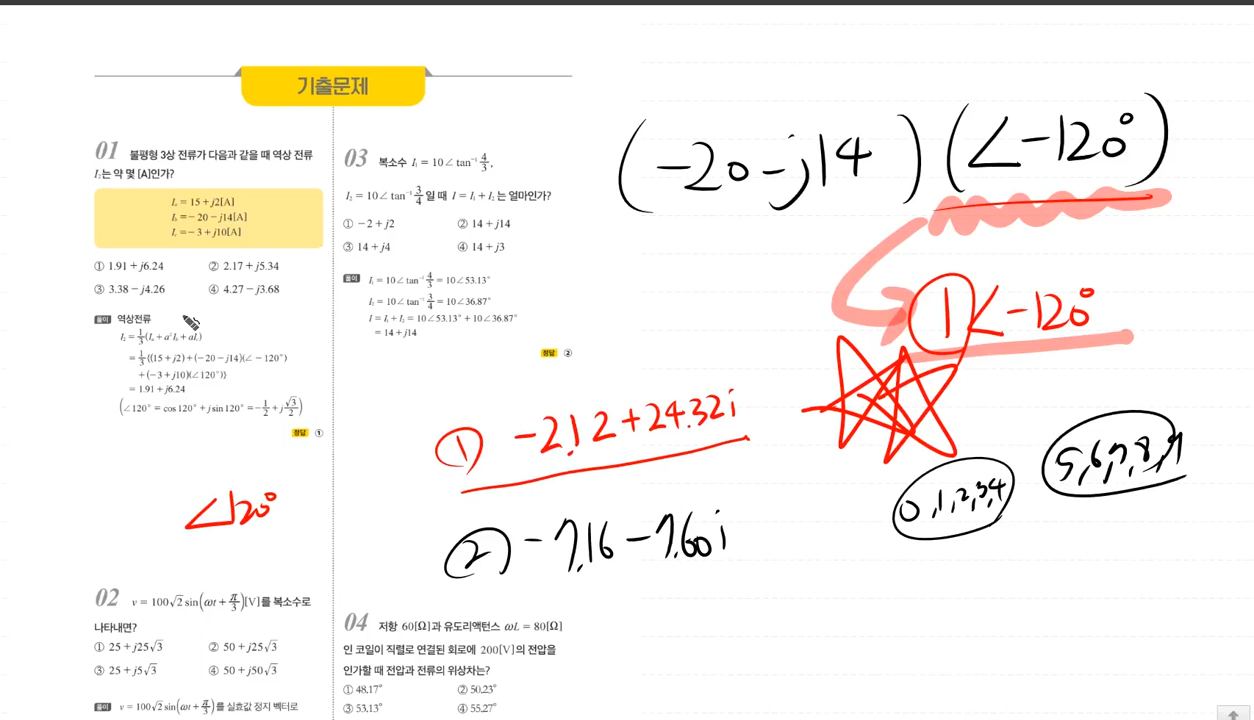 기출문제
01 불평형 3상 전류가 다음과 같을 때 역상 전류
I₂는 약 몇 [A]인가?
Iₐ = 15 + j2[A]
I_b = −20 − j14[A]
I_c = −3 + j10[A]
① 1.91 + j6.24 ② 2.17 + j5.34
③ 3.38 − j4.26 ④ 4.27 − j3.68
풀이 역상전류
I₂ = 1/3(Iₐ + a²I_b + aI_c)
= 1/3{(15 + j2) + (−20 − j14)(∠ − 120°)
+ (−3 + j10)(∠120°)}
= 1.91 + j6.24
(∠120° = cos 120° + j sin 120° = −1/2 + j√3/2)
정답 ①
∠120°
02 v = 100√2 sin(ωt + π/3)[V]를 복소수로
나타내면?
① 25 + j25√3 ② 50 + j25√3
③ 25 + j5√3 ④ 50 + j50√3
풀이 v = 100√2 sin(ωt + π/3)를 실효값 정지 벡터로
03 복소수 I₁ = 10∠tan⁻¹ 4/3,
I₂ = 10∠tan⁻¹ 3/4일 때 I = I₁ + I₂는 얼마인가?
① −2 + j2 ② 14 + j14
③ 14 + j4 ④ 14 + j3
풀이 I₁ = 10∠tan⁻¹ 4/3 = 10∠53.13°
I₂ = 10∠tan⁻¹ 3/4 = 10∠36.87°
I = I₁ + I₂ = 10∠53.13° + 10∠36.87°
= 14 + j14
정답 ②
04 저항 60[Ω]과 유도리액턴스 ωL = 80[Ω]
인 코일이 직렬로 연결된 회로에 200[V]의 전압을
인가할 때 전압과 전류의 위상차는?
① 48.17° ② 50.23°
③ 53.13° ④ 55.27°
(−20−j14)(∠−120°)
1∠−120°
① −2.12+24.32i
② −7.16−7.60i
0,1,2,3,4
5,6,7,8,9